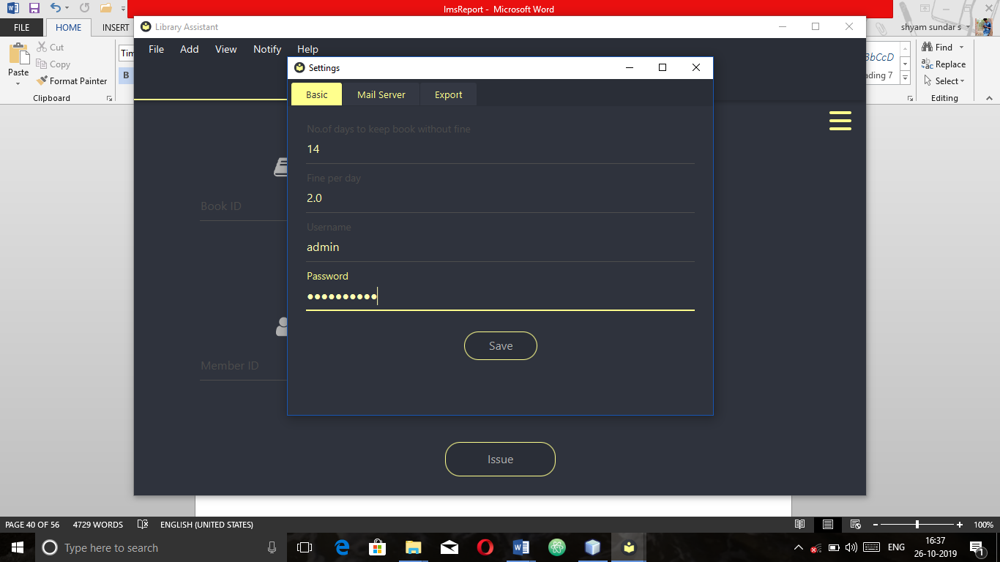 lmsReport - Microsoft Word
FILE HOME INSERT
shyam sundar s
Library Assistant
File Add View Notify Help
Cut
Copy
Format Painter
Paste
Clipboard
Tim
B
BbCcD
ading 7
Find
Replace
Select
Editing
Settings
Basic Mail Server Export
No.of days to keep book without fine
14
Fine per day
2.0
Username
admin
Password
••••••••••
Save
Book ID
Member ID
Issue
PAGE 40 OF 56 4729 WORDS ENGLISH (UNITED STATES) 100%
Type here to search
ENG
16:37
26-10-2019
1